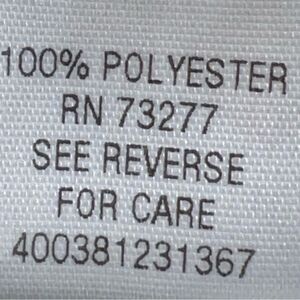 100% POLYESTER
RN 73277
SEE REVERSE
FOR CARE
400381231367